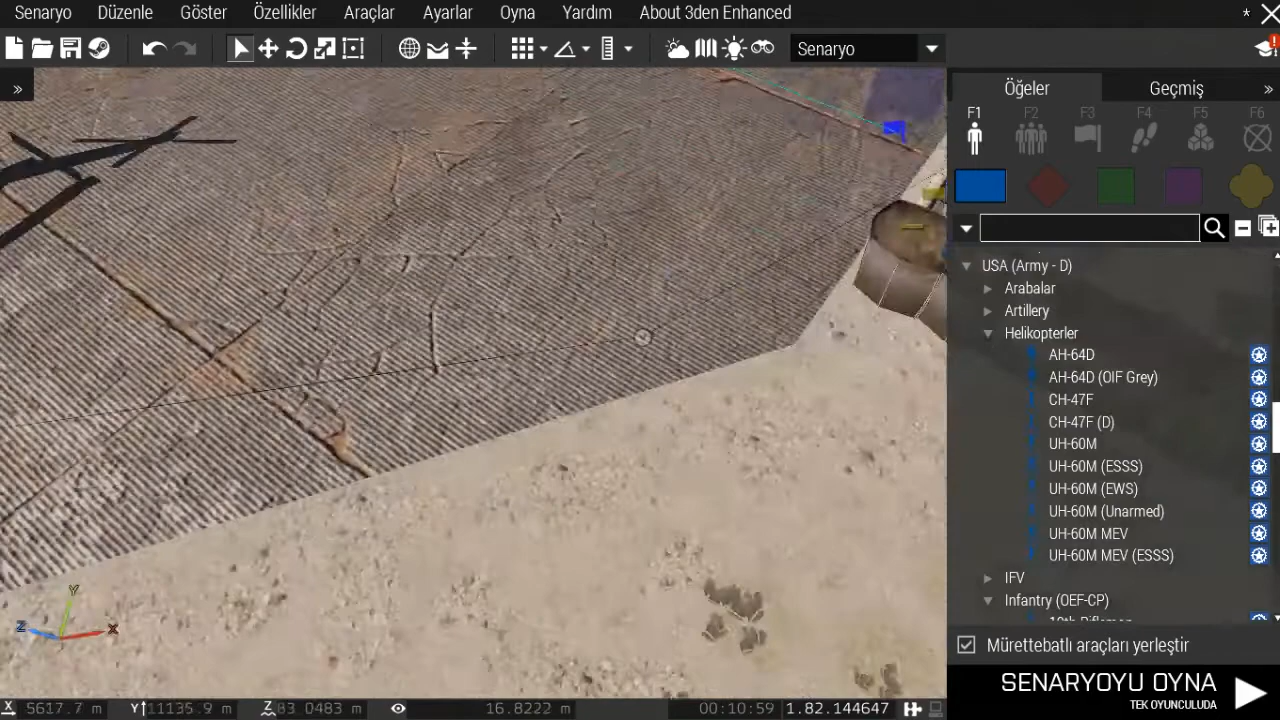 Senaryo Düzenle Göster Özellikler Araçlar Ayarlar Oyna Yardım About 3den Enhanced *
Senaryo
»
Öğeler Geçmiş »
F1 F2 F3 F4 F5 F6
USA (Army - D)
Arabalar
Artillery
Helikopterler
AH-64D
AH-64D (OIF Grey)
CH-47F
CH-47F (D)
UH-60M
UH-60M (ESSS)
UH-60M (EWS)
UH-60M (Unarmed)
UH-60M MEV
UH-60M MEV (ESSS)
IFV
Infantry (OEF-CP)
10th Rifleman
Mürettebatlı araçları yerleştir
SENARYOYU OYNA
TEK OYUNCULUDA
Y
Z X
X 5617.7 m Y 11135.9 m Z 83.0483 m 16.8222 m 00:10:59 1.82.144647